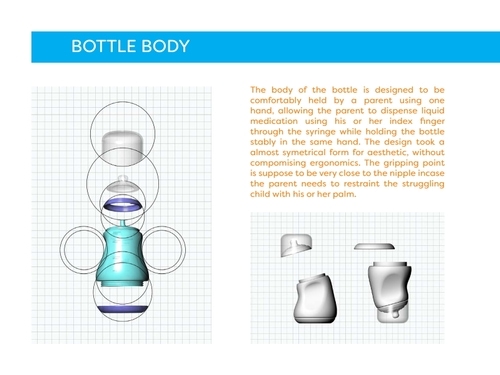 BOTTLE BODY
The body of the bottle is designed to be
comfortably held by a parent using one
hand, allowing the parent to dispense liquid
medication using his or her index finger
through the syringe while holding the bottle
stably in the same hand. The design took a
almost symetrical form for aesthetic, without
compomising ergonomics. The gripping point
is suppose to be very close to the nipple incase
the parent needs to restraint the struggling
child with his or her palm.